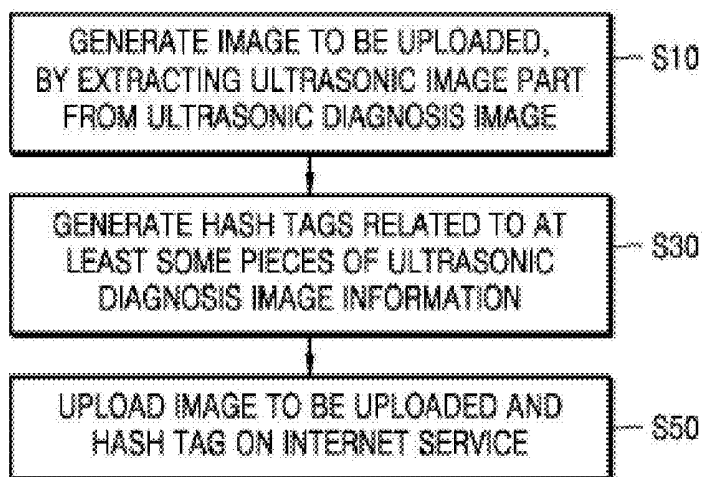 GENERATE IMAGE TO BE UPLOADED,
BY EXTRACTING ULTRASONIC IMAGE PART
FROM ULTRASONIC DIAGNOSIS IMAGE
S10
GENERATE HASH TAGS RELATED TO AT
LEAST SOME PIECES OF ULTRASONIC
DIAGNOSIS IMAGE INFORMATION
S30
UPLOAD IMAGE TO BE UPLOADED AND
HASH TAG ON INTERNET SERVICE
S50